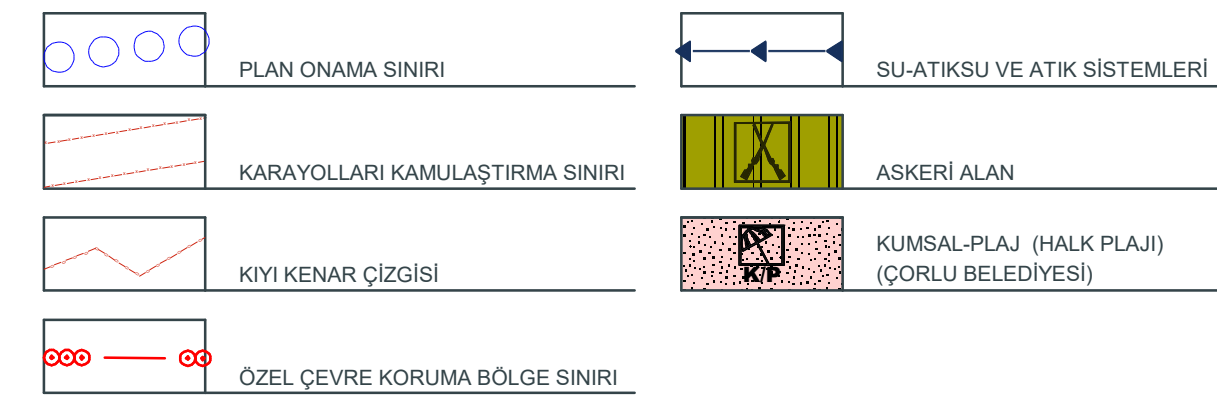 PLAN ONAMA SINIRI
KARAYOLLARI KAMULAŞTIRMA SINIRI
KIYI KENAR ÇİZGİSİ
ÖZEL ÇEVRE KORUMA BÖLGE SINIRI
SU-ATIKSU VE ATIK SİSTEMLERİ
ASKERİ ALAN
K/P
KUMSAL-PLAJ (HALK PLAJI)
(ÇORLU BELEDİYESİ)